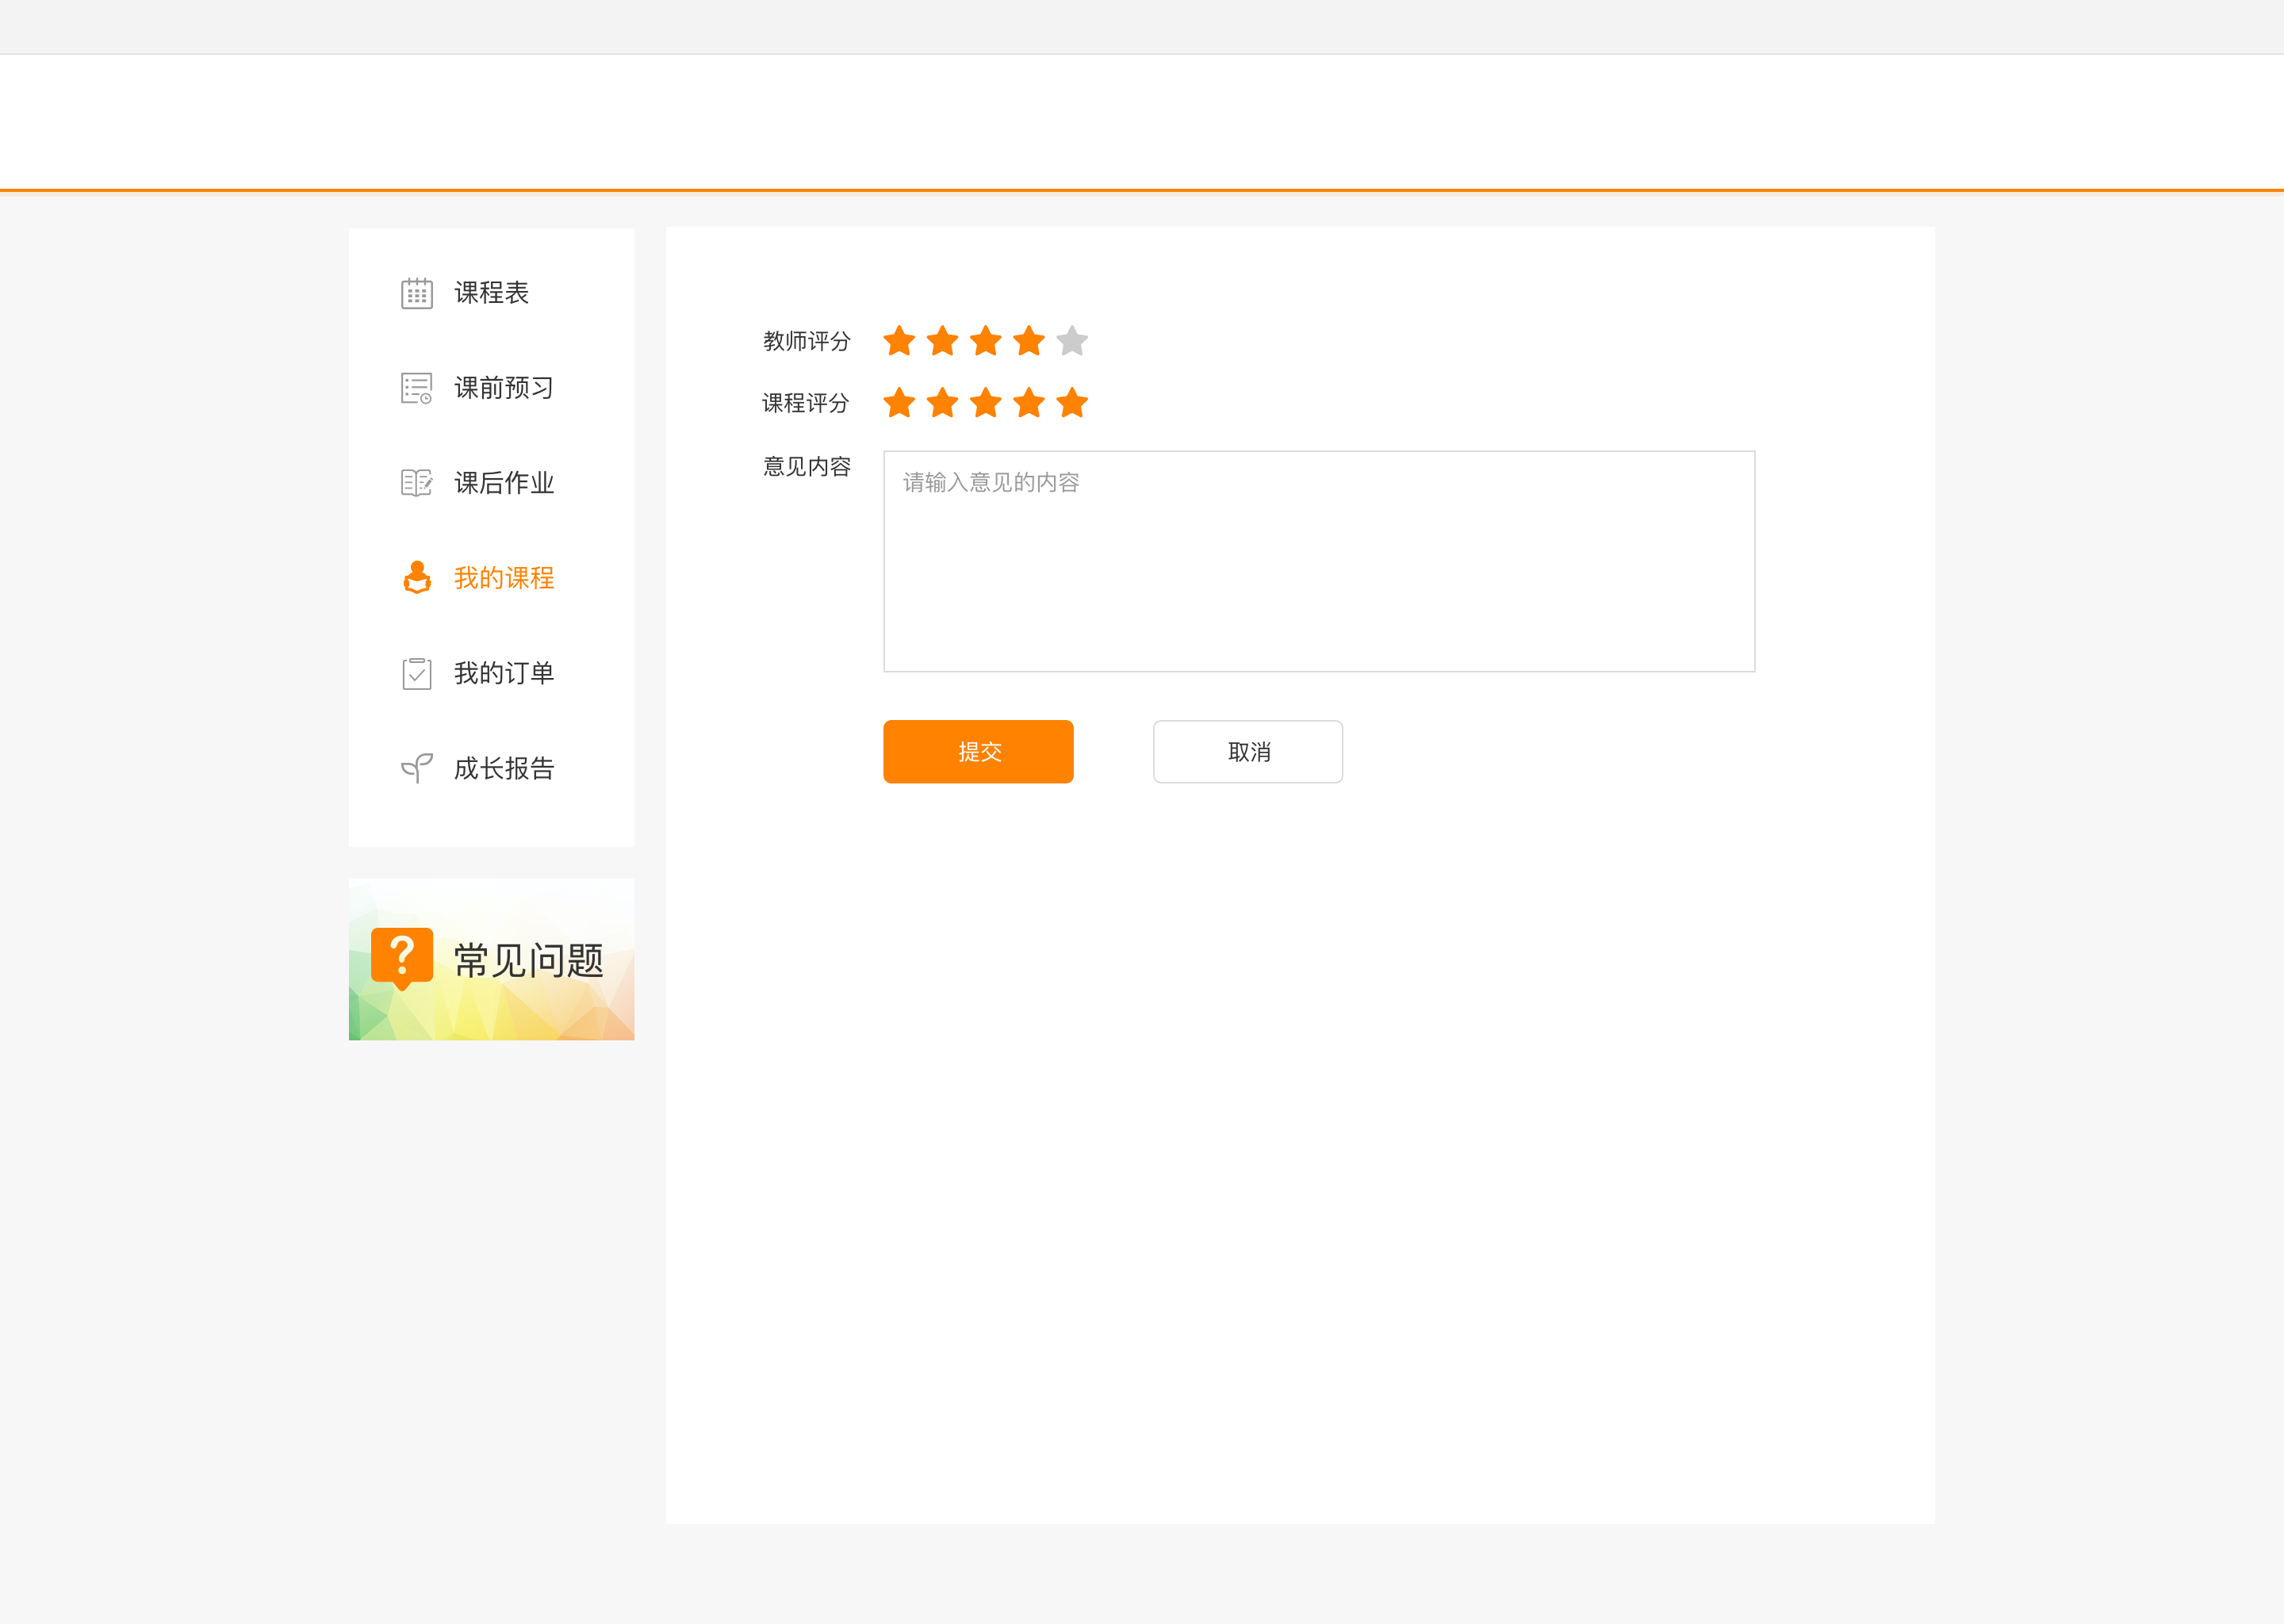 课程表
课前预习
课后作业
我的课程
我的订单
成长报告
常见问题
教师评分
课程评分
意见内容
请输入意见的内容
提交
取消